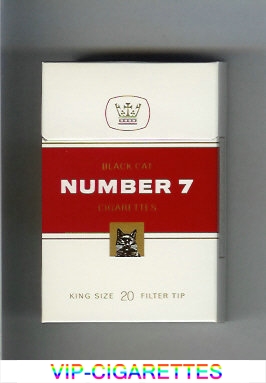 BLACK CAT
NUMBER 7
CIGARETTES
KING SIZE 20 FILTER TIP
VIP-CIGARETTES